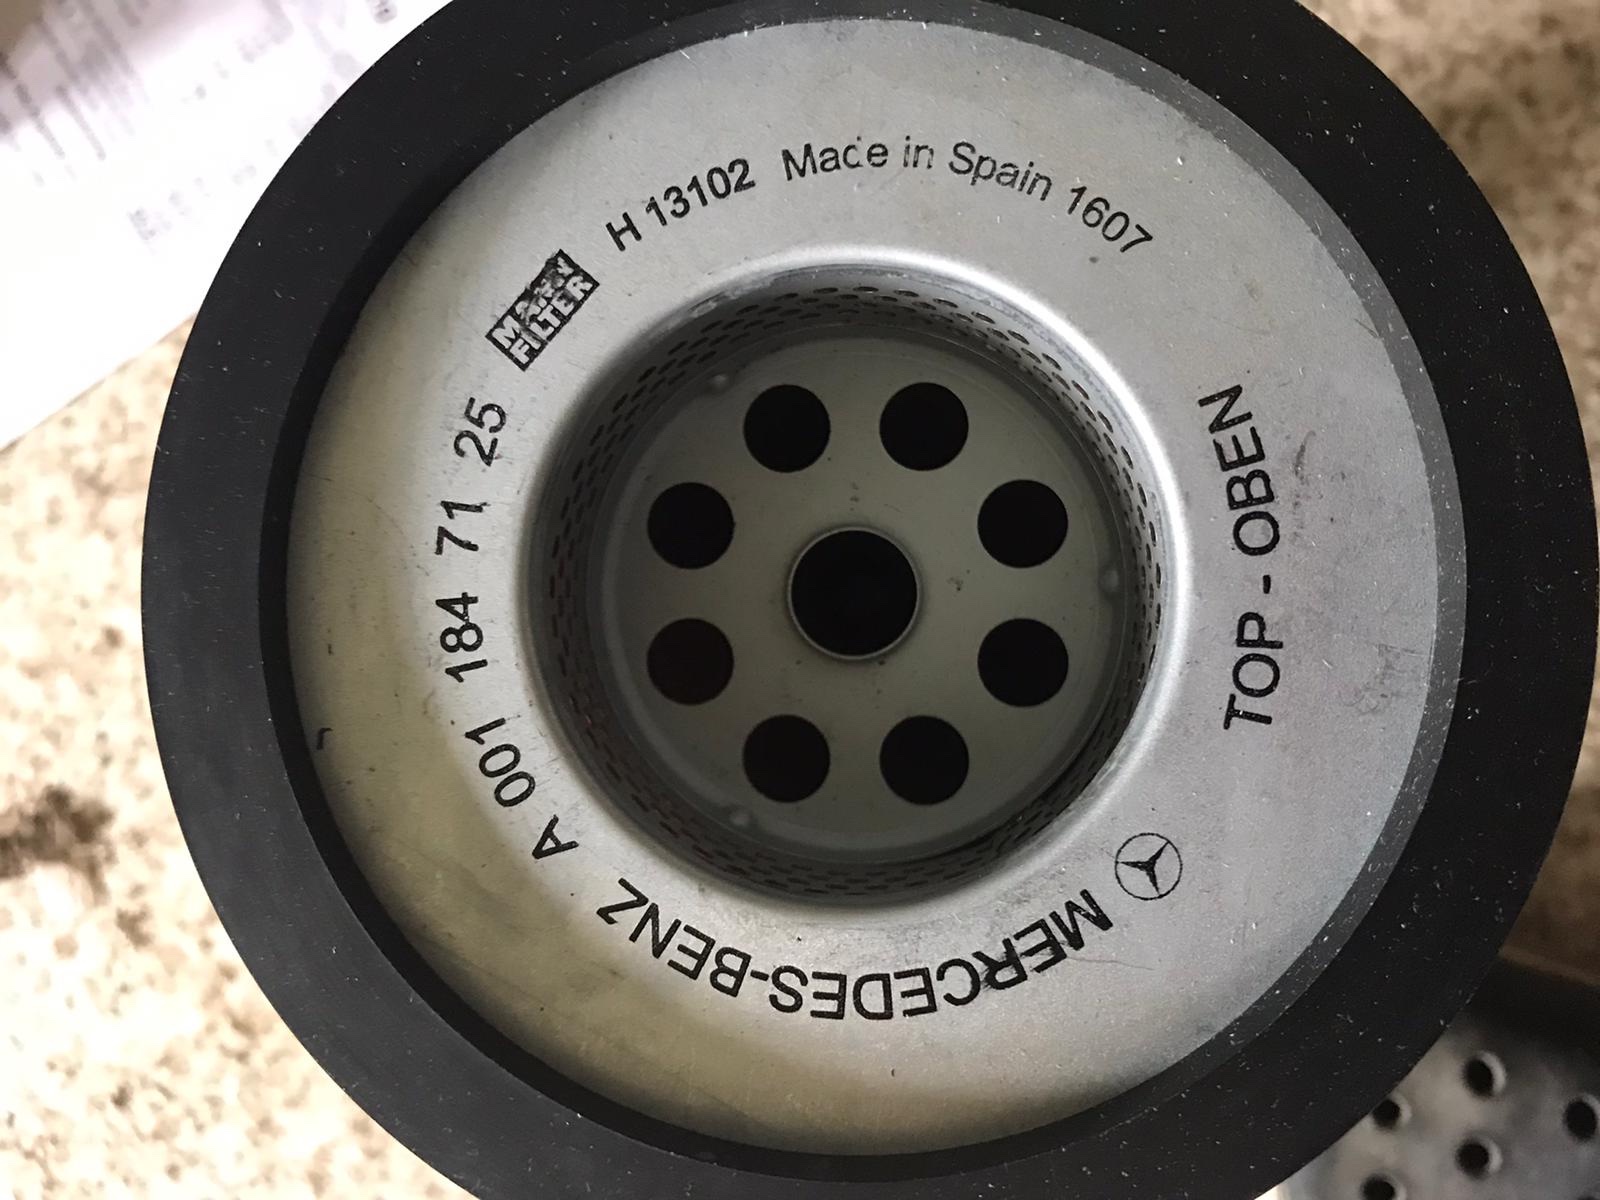 MERCEDES-BENZ A 001 184 71 25
MANN
FILTER
H 13102 Made in Spain 1607
TOP - OBEN